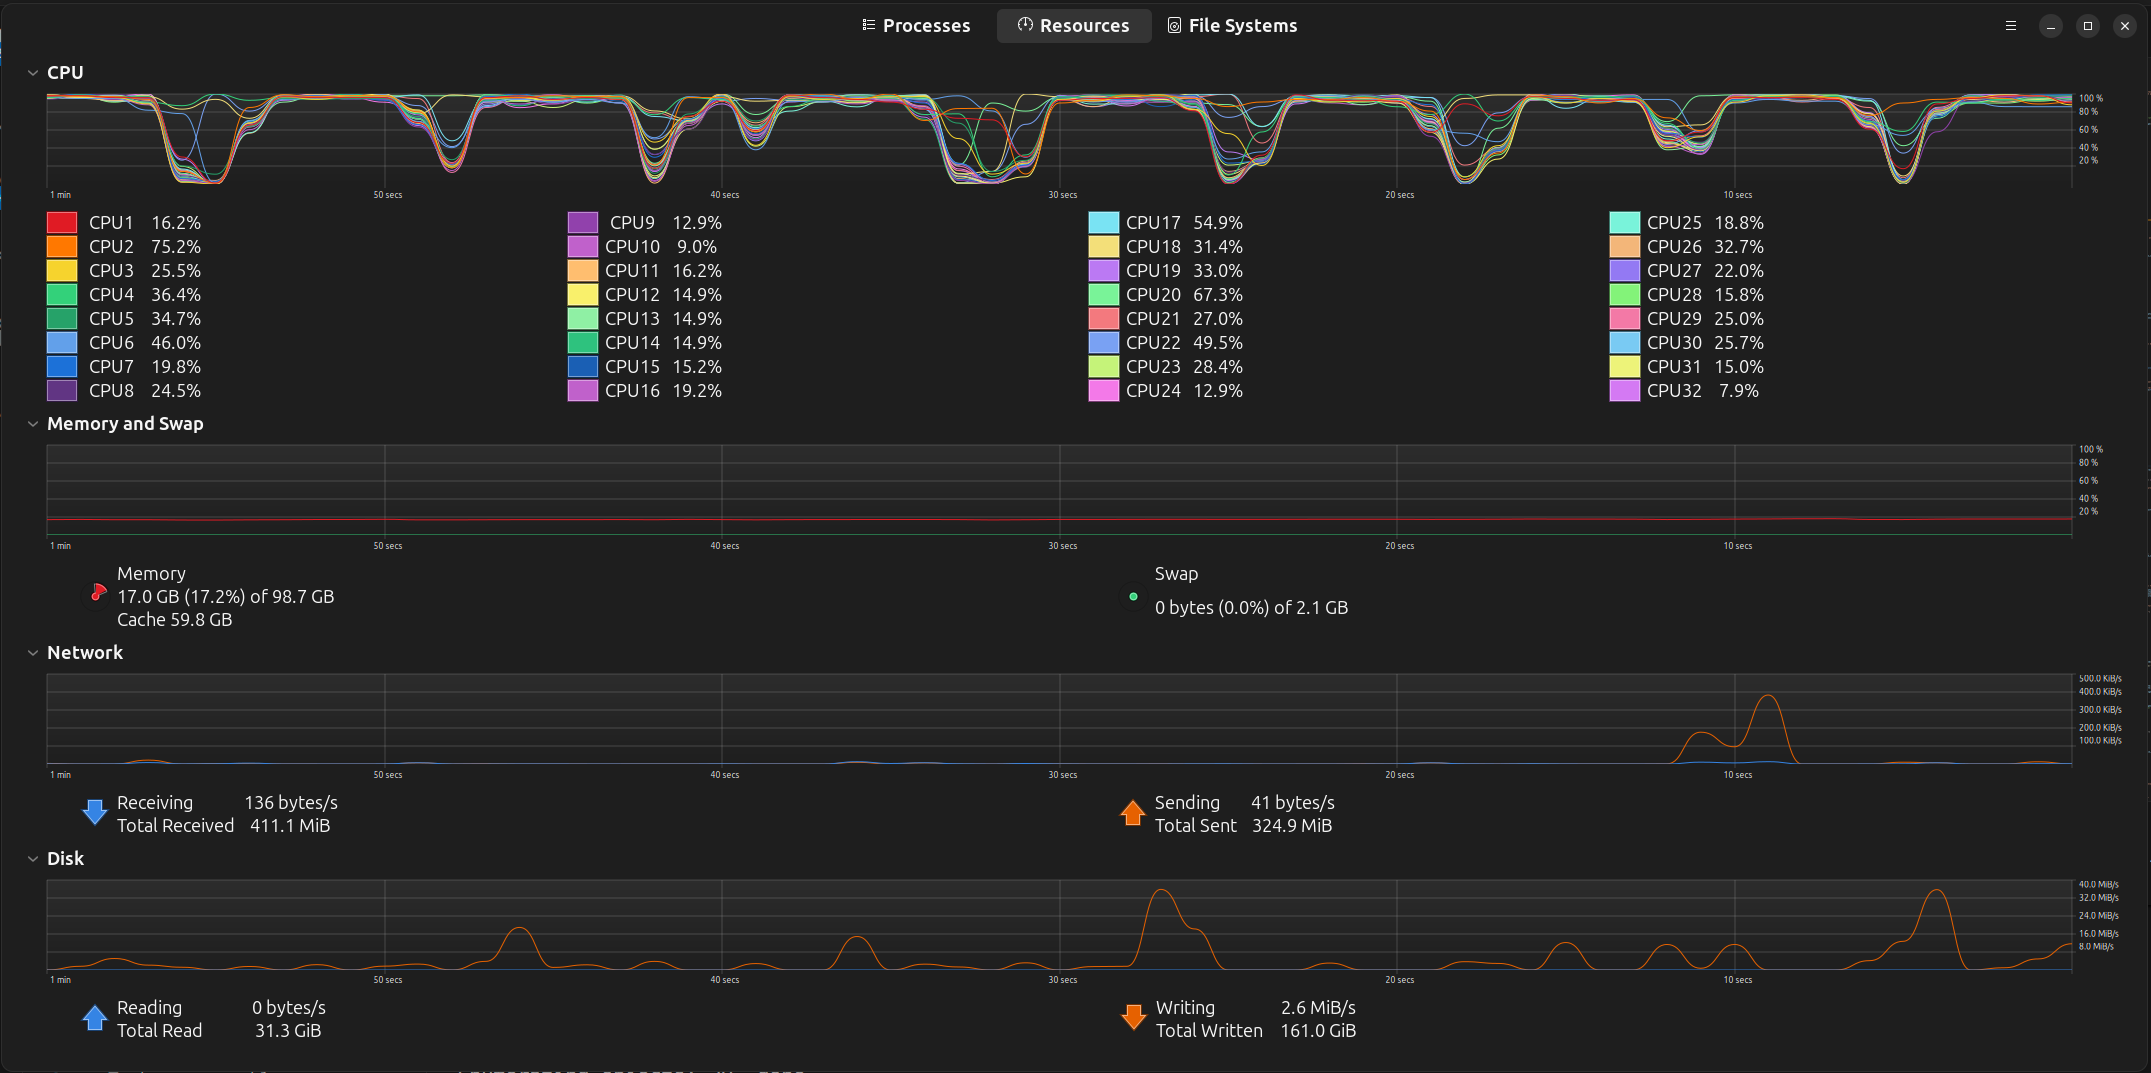 Processes Resources File Systems
CPU
100 %
80 %
60 %
40 %
20 %
1 min 50 secs 40 secs 30 secs 20 secs 10 secs
CPU1 16.2% CPU9 12.9% CPU17 54.9% CPU25 18.8%
CPU2 75.2% CPU10 9.0% CPU18 31.4% CPU26 32.7%
CPU3 25.5% CPU11 16.2% CPU19 33.0% CPU27 22.0%
CPU4 36.4% CPU12 14.9% CPU20 67.3% CPU28 15.8%
CPU5 34.7% CPU13 14.9% CPU21 27.0% CPU29 25.0%
CPU6 46.0% CPU14 14.9% CPU22 49.5% CPU30 25.7%
CPU7 19.8% CPU15 15.2% CPU23 28.4% CPU31 15.0%
CPU8 24.5% CPU16 19.2% CPU24 12.9% CPU32 7.9%
Memory and Swap
100 %
80 %
60 %
40 %
20 %
1 min 50 secs 40 secs 30 secs 20 secs 10 secs
Memory Swap
17.0 GB (17.2%) of 98.7 GB 0 bytes (0.0%) of 2.1 GB
Cache 59.8 GB
Network
500.0 KiB/s
400.0 KiB/s
300.0 KiB/s
200.0 KiB/s
100.0 KiB/s
1 min 50 secs 40 secs 30 secs 20 secs 10 secs
Receiving 136 bytes/s Sending 41 bytes/s
Total Received 411.1 MiB Total Sent 324.9 MiB
Disk
40.0 MiB/s
32.0 MiB/s
24.0 MiB/s
16.0 MiB/s
8.0 MiB/s
1 min 50 secs 40 secs 30 secs 20 secs 10 secs
Reading 0 bytes/s Writing 2.6 MiB/s
Total Read 31.3 GiB Total Written 161.0 GiB